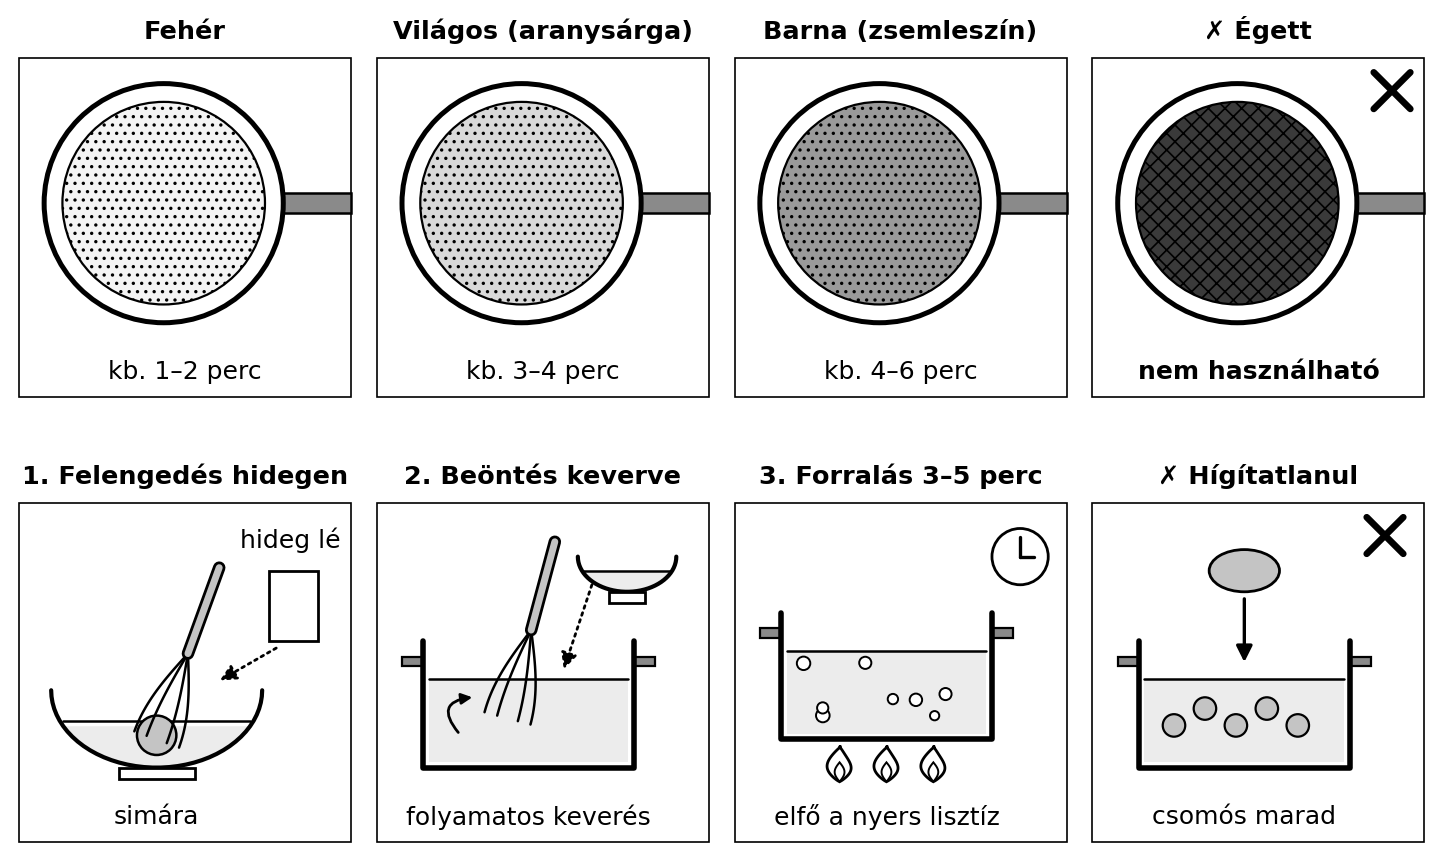 Fehér
Világos (aranysárga)
Barna (zsemleszín)
✗ Égett
kb. 1–2 perc
kb. 3–4 perc
kb. 4–6 perc
nem használható
1. Felengedés hidegen
2. Beöntés keverve
3. Forralás 3–5 perc
✗ Hígítatlanul
hideg lé
simára
folyamatos keverés
elfő a nyers lisztíz
csomós marad